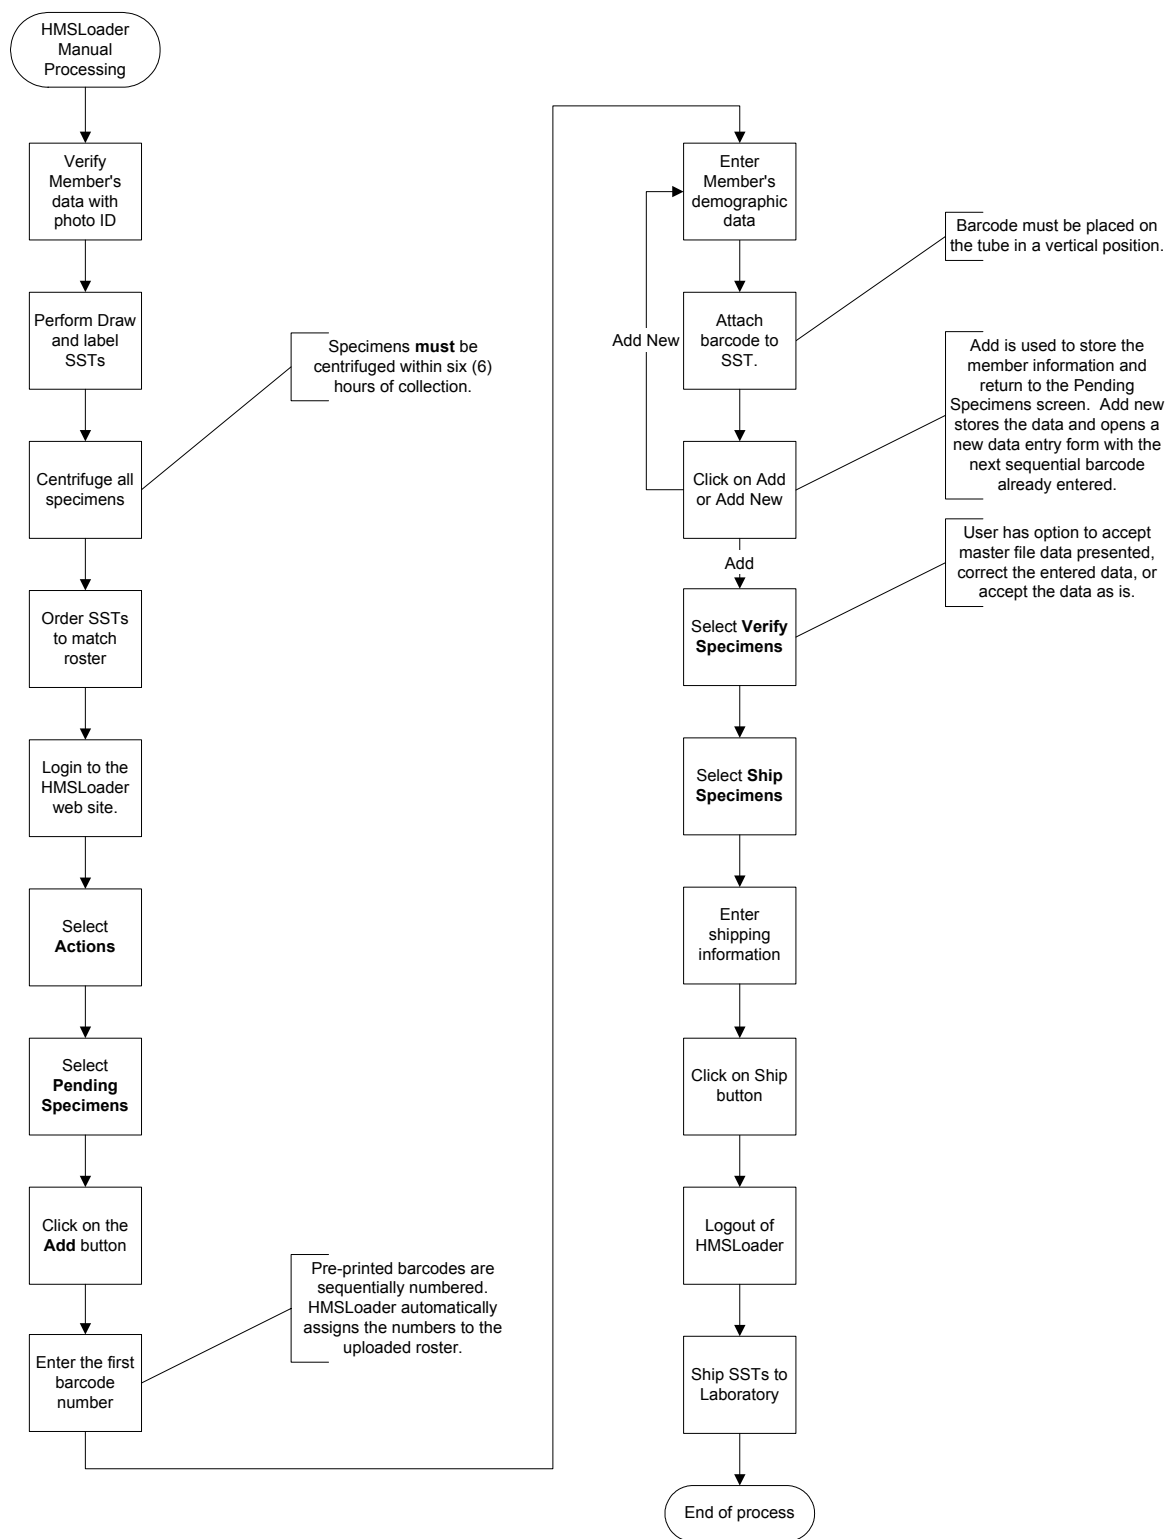 HMSLoader
Manual
Processing
Verify
Member's
data with
photo ID
Perform Draw
and label
SSTs
Specimens must be
centrifuged within six (6)
hours of collection.
Centrifuge all
specimens
Order SSTs
to match
roster
Login to the
HMSLoader
web site.
Select
Actions
Select
Pending
Specimens
Click on the
Add button
Pre-printed barcodes are
sequentially numbered.
HMSLoader automatically
assigns the numbers to the
uploaded roster.
Enter the first
barcode
number
Enter
Member's
demographic
data
Barcode must be placed on
the tube in a vertical position.
Attach
barcode to
SST.
Add New
Add is used to store the
member information and
return to the Pending
Specimens screen. Add new
stores the data and opens a
new data entry form with the
next sequential barcode
already entered.
Click on Add
or Add New
Add
User has option to accept
master file data presented,
correct the entered data, or
accept the data as is.
Select Verify
Specimens
Select Ship
Specimens
Enter
shipping
information
Click on Ship
button
Logout of
HMSLoader
Ship SSTs to
Laboratory
End of process